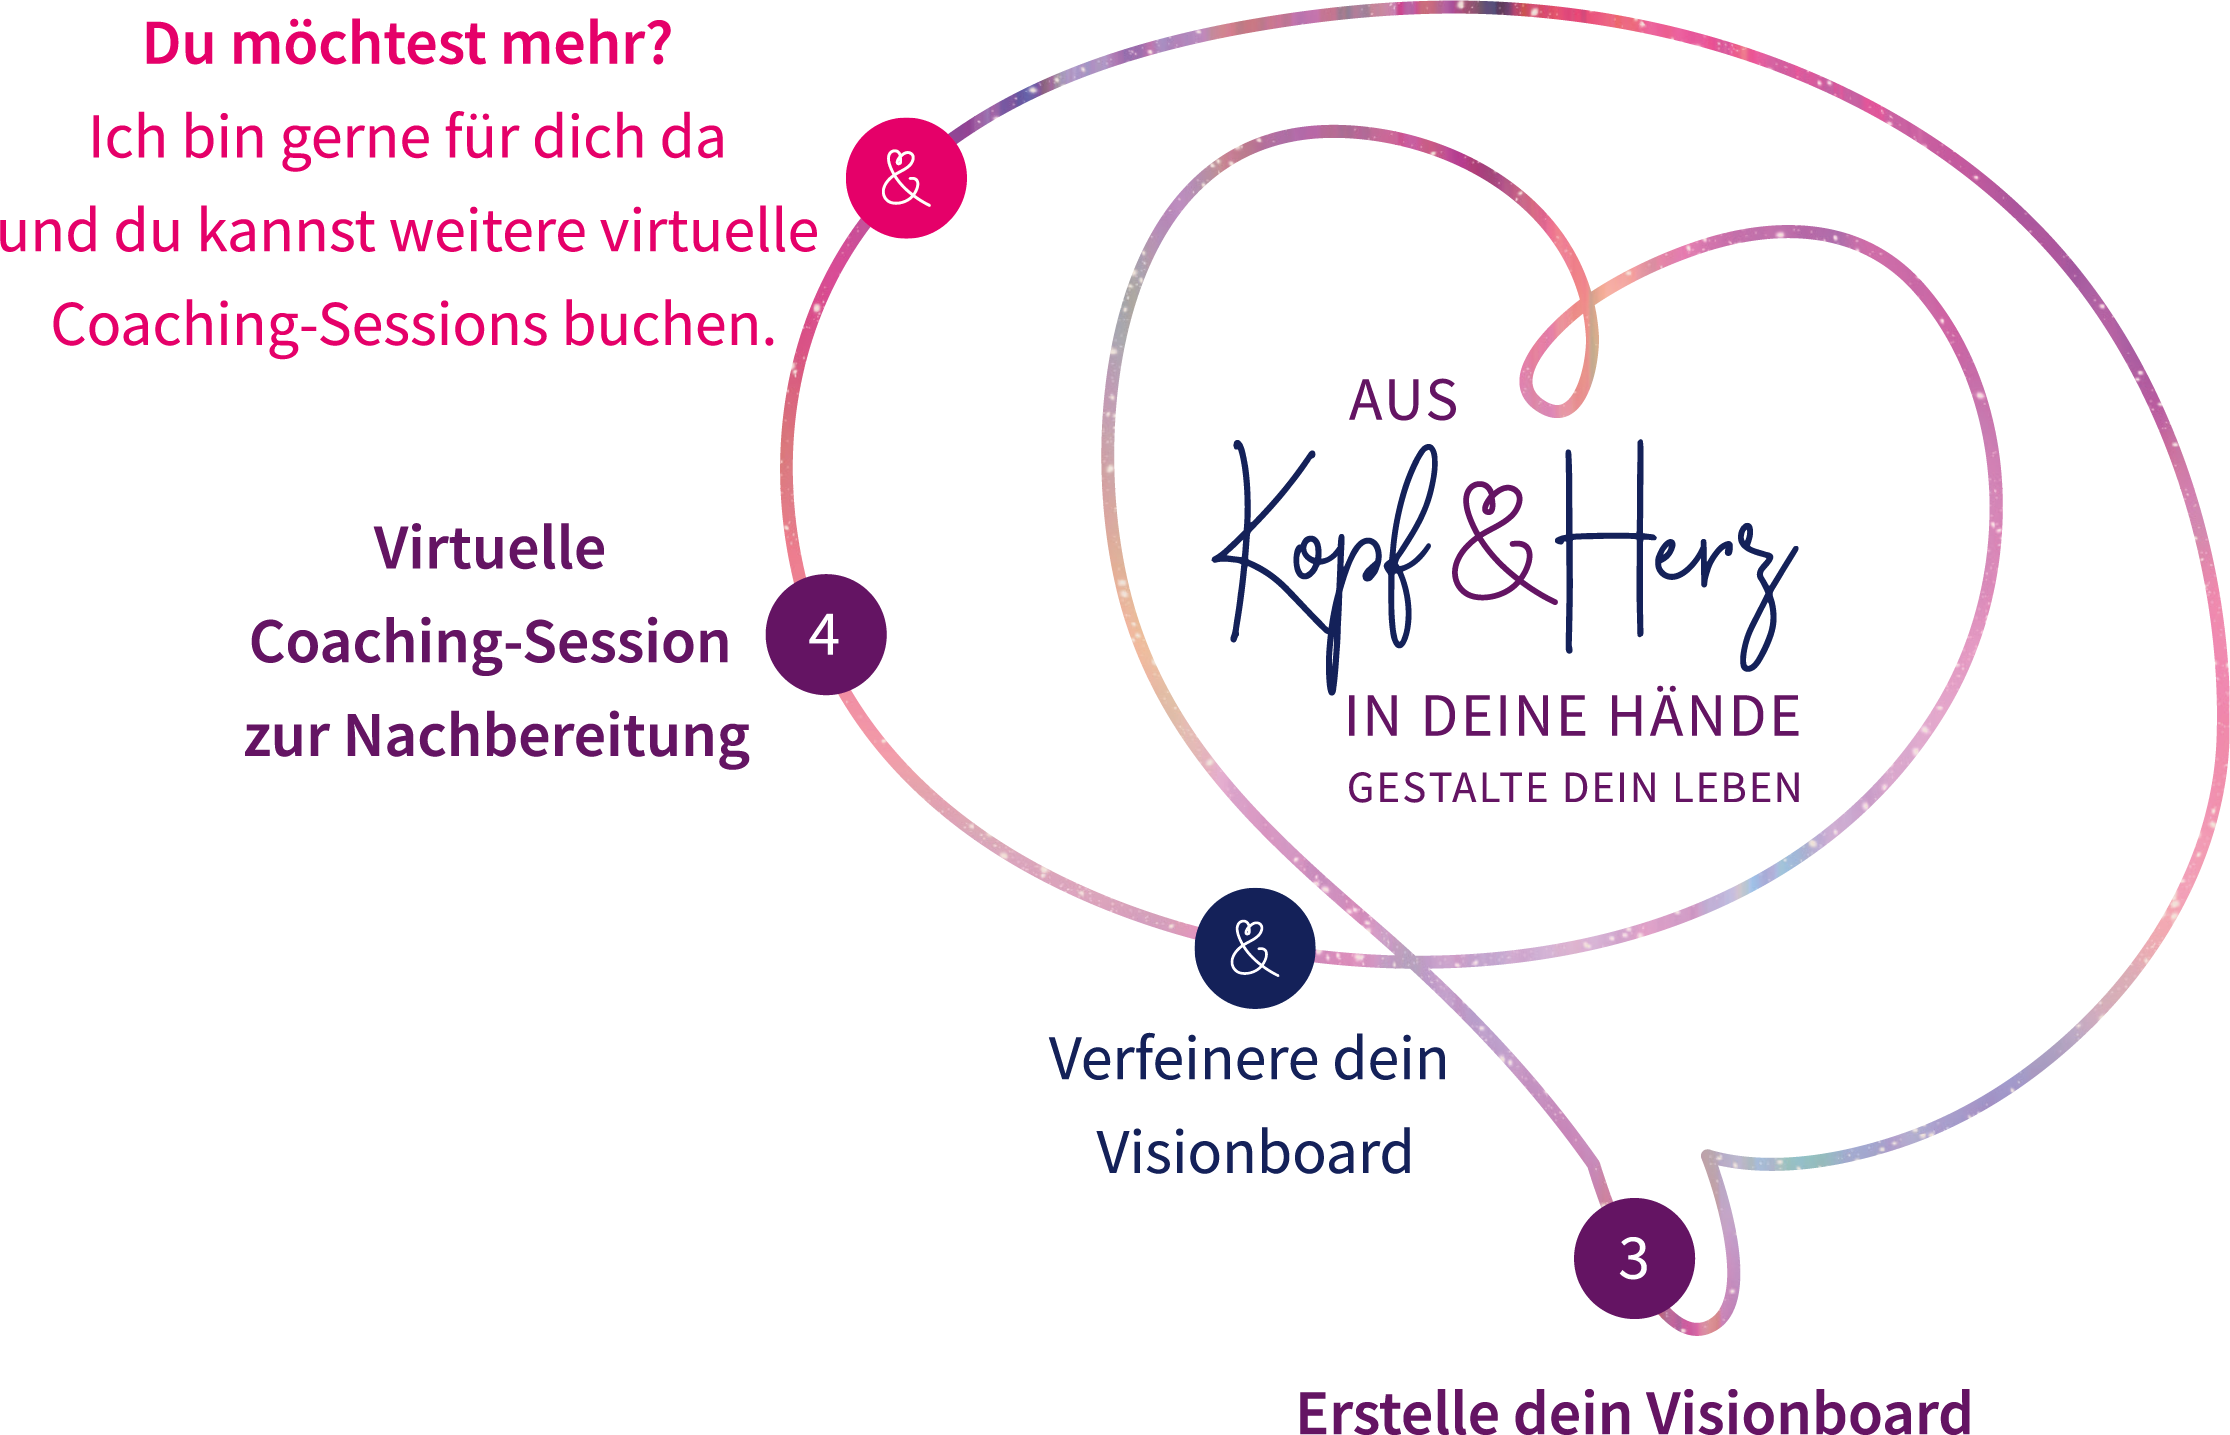 Du möchtest mehr?
Ich bin gerne für dich da
und du kannst weitere virtuelle
Coaching-Sessions buchen.
&
AUS
Kopf & Herz
IN DEINE HÄNDE
GESTALTE DEIN LEBEN
Virtuelle
Coaching-Session
zur Nachbereitung
4
&
Verfeinere dein
Visionboard
3
Erstelle dein Visionboard